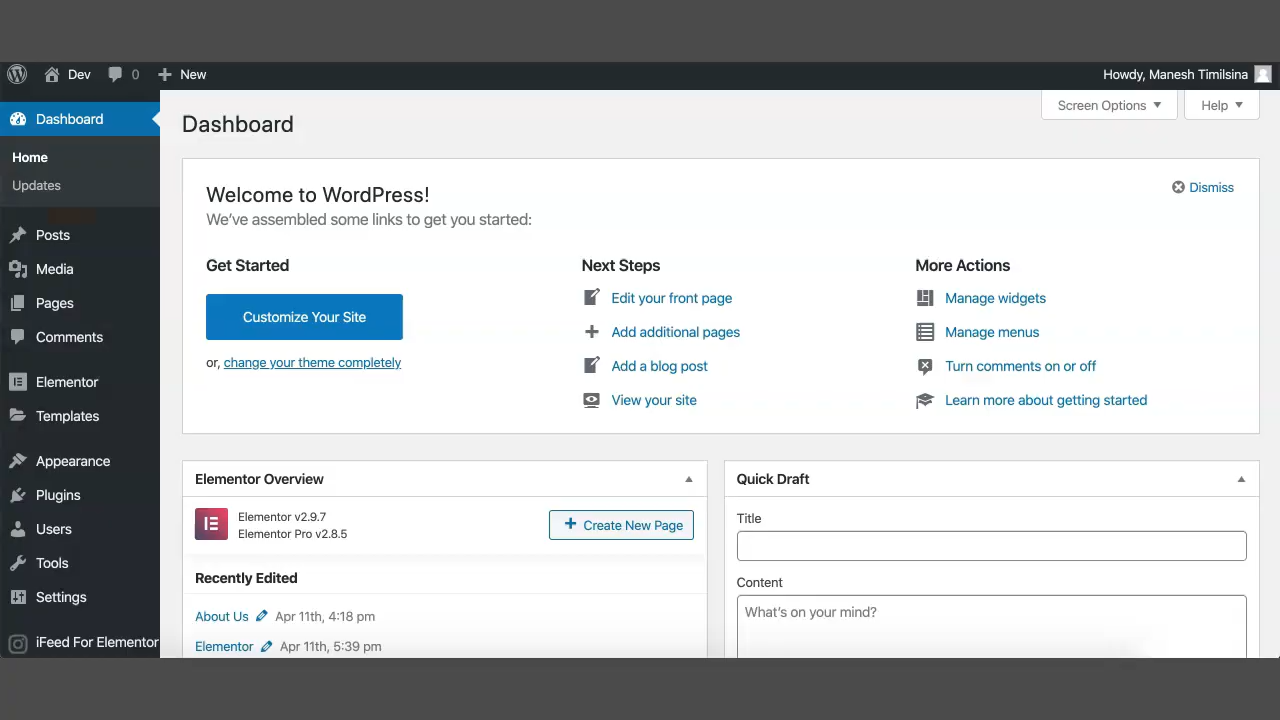 Dev 0 New Howdy, Manesh Timilsina
Dashboard
Home
Updates
Posts
Media
Pages
Comments
Elementor
Templates
Appearance
Plugins
Users
Tools
Settings
iFeed For Elementor
Screen Options Help
Dashboard
Welcome to WordPress!
We've assembled some links to get you started:
Dismiss
Get Started
Customize Your Site
or, change your theme completely
Next Steps
Edit your front page
Add additional pages
Add a blog post
View your site
More Actions
Manage widgets
Manage menus
Turn comments on or off
Learn more about getting started
Elementor Overview
Elementor v2.9.7
Elementor Pro v2.8.5
Create New Page
Recently Edited
About Us Apr 11th, 4:18 pm
Elementor Apr 11th, 5:39 pm
Quick Draft
Title
Content
What's on your mind?